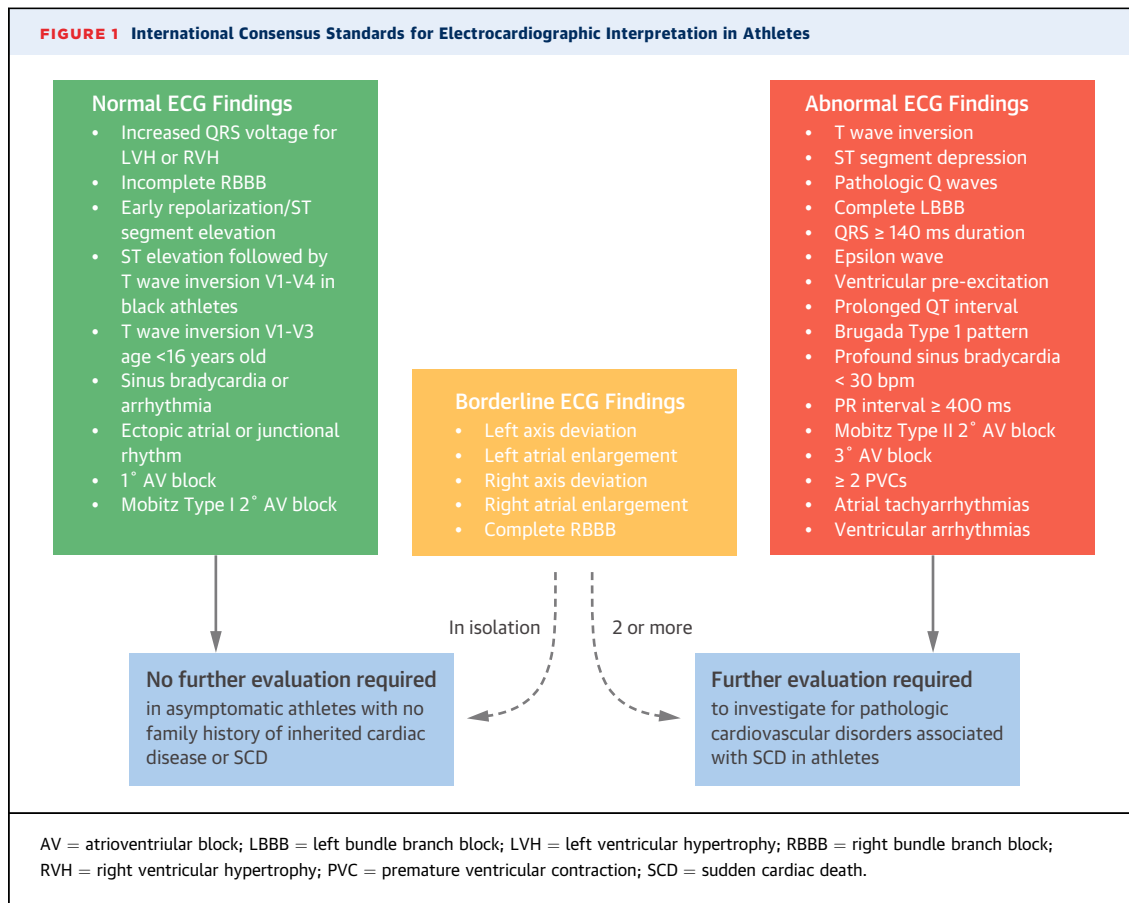 FIGURE 1 International Consensus Standards for Electrocardiographic Interpretation in Athletes
Normal ECG Findings
• Increased QRS voltage for
LVH or RVH
• Incomplete RBBB
• Early repolarization/ST
segment elevation
• ST elevation followed by
T wave inversion V1-V4 in
black athletes
• T wave inversion V1-V3
age <16 years old
• Sinus bradycardia or
arrhythmia
• Ectopic atrial or junctional
rhythm
• 1° AV block
• Mobitz Type I 2° AV block
Borderline ECG Findings
• Left axis deviation
• Left atrial enlargement
• Right axis deviation
• Right atrial enlargement
• Complete RBBB
Abnormal ECG Findings
• T wave inversion
• ST segment depression
• Pathologic Q waves
• Complete LBBB
• QRS ≥ 140 ms duration
• Epsilon wave
• Ventricular pre-excitation
• Prolonged QT interval
• Brugada Type 1 pattern
• Profound sinus bradycardia
< 30 bpm
• PR interval ≥ 400 ms
• Mobitz Type II 2° AV block
• 3° AV block
• ≥ 2 PVCs
• Atrial tachyarrhythmias
• Ventricular arrhythmias
In isolation
2 or more
No further evaluation required
in asymptomatic athletes with no
family history of inherited cardiac
disease or SCD
Further evaluation required
to investigate for pathologic
cardiovascular disorders associated
with SCD in athletes
AV = atrioventriular block; LBBB = left bundle branch block; LVH = left ventricular hypertrophy; RBBB = right bundle branch block;
RVH = right ventricular hypertrophy; PVC = premature ventricular contraction; SCD = sudden cardiac death.